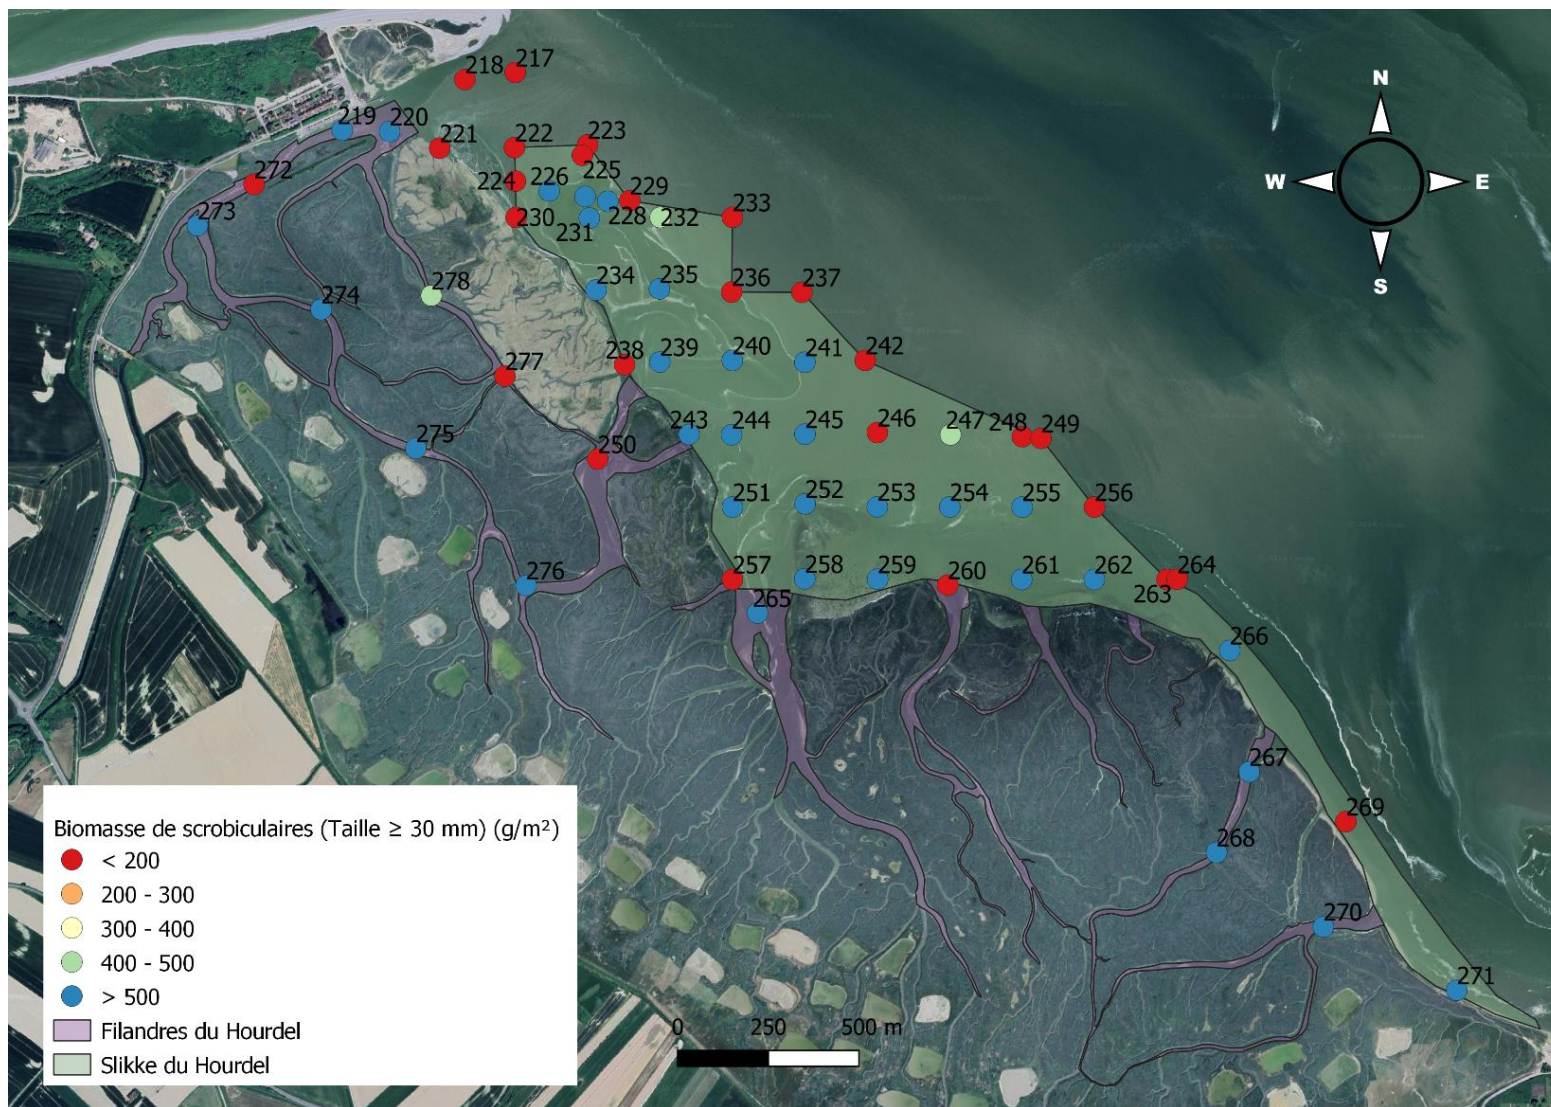 218 217
N
219 220 221 222 223
225
272 224 226 229
W E
273 230 231 228 232 233
S
274 278 234 235 236 237
277 238 239 240 241 242
275 250 243 244 245 246 247 248 249
251 252 253 254 255 256
276 257 258 259 260 261 262 263 264
265
266
267
269
268
270
271
Biomasse de scrobiculaires (Taille ≥ 30 mm) (g/m²)
< 200
200 - 300
300 - 400
400 - 500
> 500
Filandres du Hourdel
Slikke du Hourdel
0 250 500 m